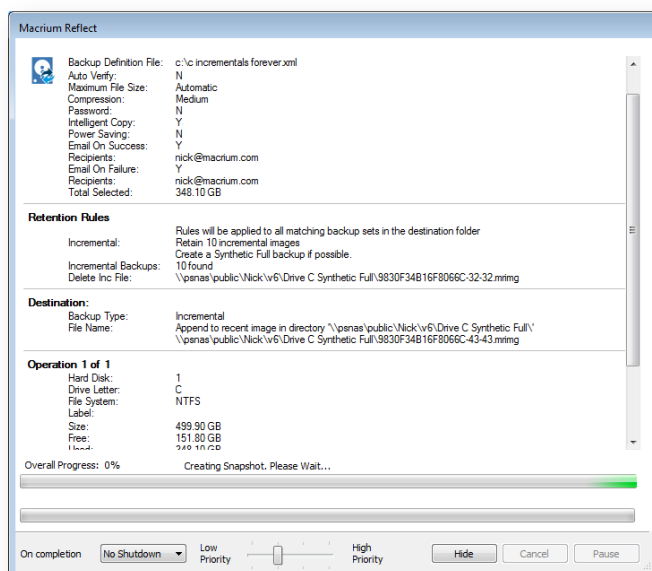 Macrium Reflect
Backup Definition File: c:\c incrementals forever.xml
Auto Verify: N
Maximum File Size: Automatic
Compression: Medium
Password: N
Intelligent Copy: Y
Power Saving: N
Email On Success: Y
Recipients: nick@macrium.com
Email On Failure: Y
Recipients: nick@macrium.com
Total Selected: 348.10 GB
Retention Rules
Rules will be applied to all matching backup sets in the destination folder
Incremental: Retain 10 incremental images
Create a Synthetic Full backup if possible.
Incremental Backups: 10 found
Delete Inc File: \\psnas\public\Nick\v6\Drive C Synthetic Full\9830F34B16F8066C-32-32.mrimg
Destination:
Backup Type: Incremental
File Name: Append to recent image in directory '\\psnas\public\Nick\v6\Drive C Synthetic Full\'
\\psnas\public\Nick\v6\Drive C Synthetic Full\9830F34B16F8066C-43-43.mrimg
Operation 1 of 1
Hard Disk: 1
Drive Letter: C
File System: NTFS
Label:
Size: 499.90 GB
Free: 151.80 GB
Used: 348.10 GB
Overall Progress: 0% Creating Snapshot. Please Wait...
On completion No Shutdown Low Priority High Priority Hide Cancel Pause